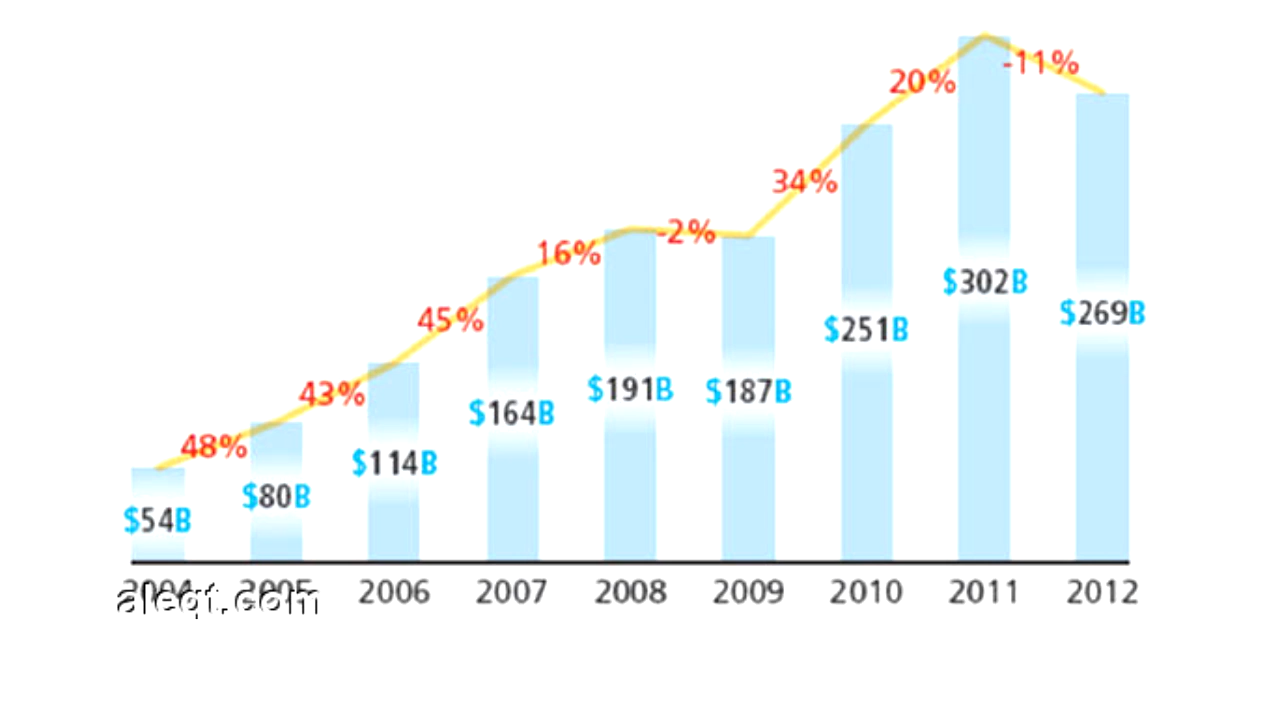 20%
-11%
34%
16%
-2%
45%
43%
48%
$302B
$269B
$251B
$191B
$187B
$164B
$114B
$80B
$54B
2004 2005 2006 2007 2008 2009 2010 2011 2012
aleqt.com